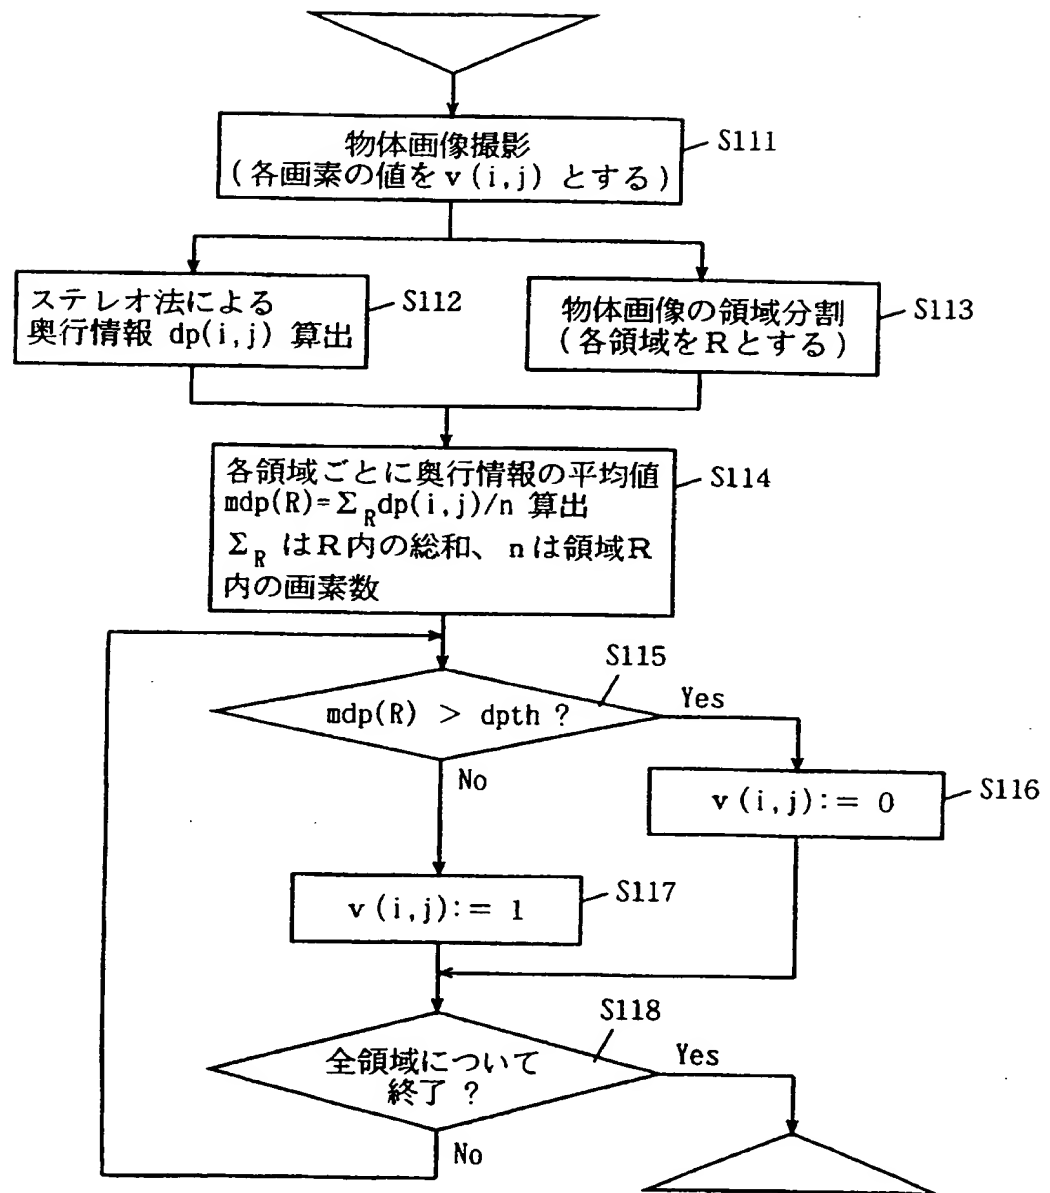 物体画像撮影
(各画素の値をv(i,j)とする)
S111
ステレオ法による
奥行情報 dp(i,j) 算出
S112
物体画像の領域分割
(各領域をRとする)
S113
各領域ごとに奥行情報の平均値
mdp(R)=Σ_R dp(i,j)/n 算出
Σ_R はR内の総和、nは領域R
内の画素数
S114
S115
mdp(R) > dpth ?
Yes
No
v(i,j):= 0
S116
v(i,j):= 1
S117
S118
全領域について
終了 ?
Yes
No